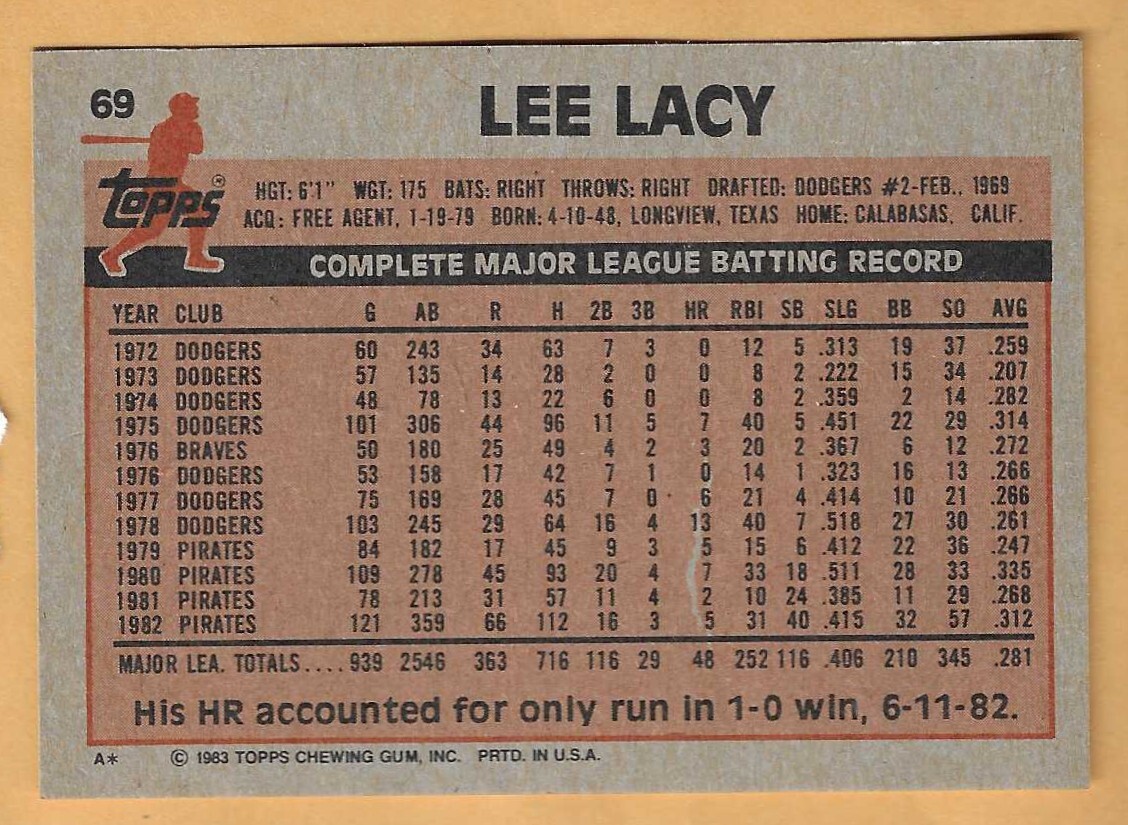 69
LEE LACY
TOPPS®
HGT: 6'1" WGT: 175 BATS: RIGHT THROWS: RIGHT DRAFTED: DODGERS #2-FEB., 1969
ACQ: FREE AGENT, 1-19-79 BORN: 4-10-48, LONGVIEW, TEXAS HOME: CALABASAS, CALIF.
COMPLETE MAJOR LEAGUE BATTING RECORD
YEAR CLUB G AB R H 2B 3B HR RBI SB SLG BB SO AVG
1972 DODGERS 60 243 34 63 7 3 0 12 5 .313 19 37 .259
1973 DODGERS 57 135 14 28 2 0 0 8 2 .222 15 34 .207
1974 DODGERS 48 78 13 22 6 0 0 8 2 .359 2 14 .282
1975 DODGERS 101 306 44 96 11 5 7 40 5 .451 22 29 .314
1976 BRAVES 50 180 25 49 4 2 3 20 2 .367 6 12 .272
1976 DODGERS 53 158 17 42 7 1 0 14 1 .323 16 13 .266
1977 DODGERS 75 169 28 45 7 0 6 21 4 .414 10 21 .266
1978 DODGERS 103 245 29 64 16 4 13 40 7 .518 27 30 .261
1979 PIRATES 84 182 17 45 9 3 5 15 6 .412 22 36 .247
1980 PIRATES 109 278 45 93 20 4 7 33 18 .511 28 33 .335
1981 PIRATES 78 213 31 57 11 4 2 10 24 .385 11 29 .268
1982 PIRATES 121 359 66 112 16 3 5 31 40 .415 32 57 .312
MAJOR LEA. TOTALS.... 939 2546 363 716 116 29 48 252 116 .406 210 345 .281
His HR accounted for only run in 1-0 win, 6-11-82.
A* © 1983 TOPPS CHEWING GUM, INC. PRTD. IN U.S.A.